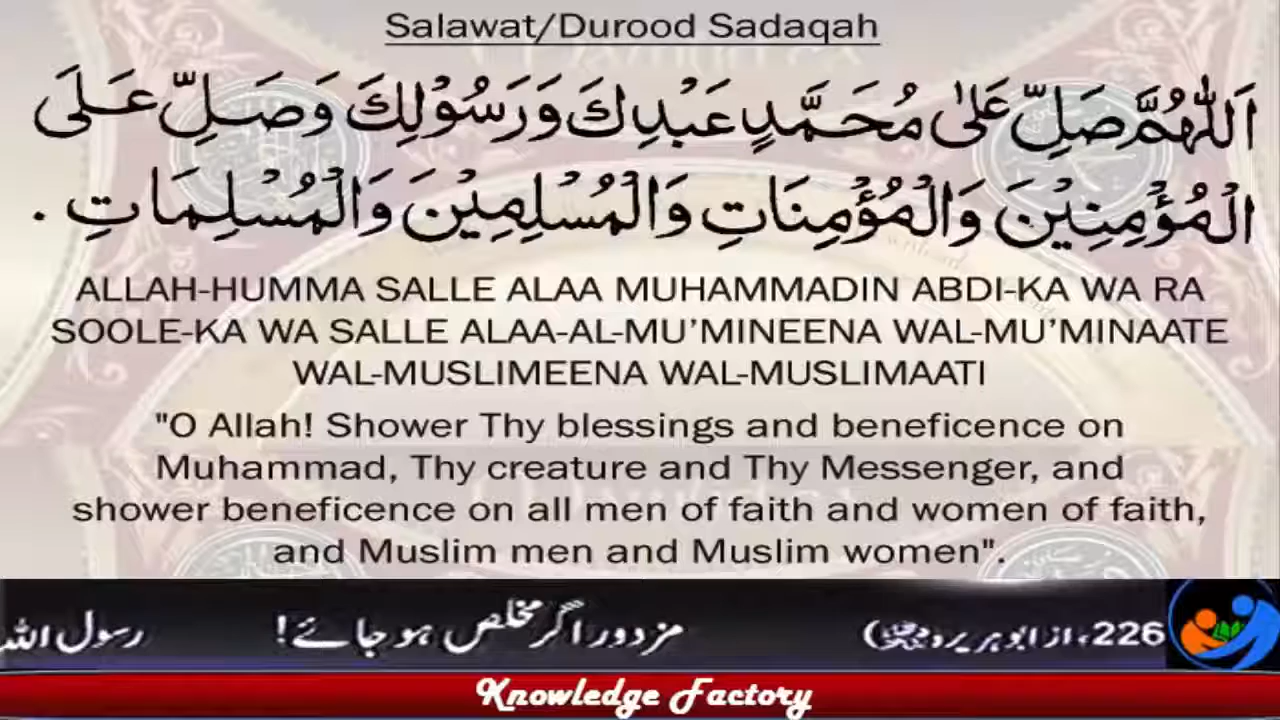 Salawat/Durood Sadaqah
اَللّٰهُمَّ صَلِّ عَلٰى مُحَمَّدٍ عَبْدِكَ وَرَسُوْلِكَ وَصَلِّ عَلَى
الْمُؤْمِنِيْنَ وَالْمُؤْمِنَاتِ وَالْمُسْلِمِيْنَ وَالْمُسْلِمَاتِ .
ALLAH-HUMMA SALLE ALAA MUHAMMADIN ABDI-KA WA RA
SOOLE-KA WA SALLE ALAA-AL-MU’MINEENA WAL-MU’MINAATE
WAL-MUSLIMEENA WAL-MUSLIMAATI
"O Allah! Shower Thy blessings and beneficence on
Muhammad, Thy creature and Thy Messenger, and
shower beneficence on all men of faith and women of faith,
and Muslim men and Muslim women".
226، از ابو ہریرہ) مزدور اگر مخلص ہو جائے! رسول اللہ
Knowledge Factory